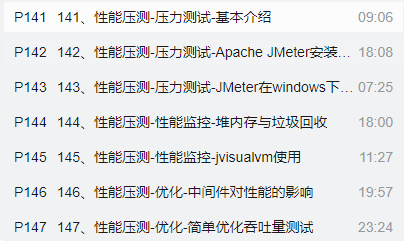 P141 141、性能压测-压力测试-基本介绍 09:06
P142 142、性能压测-压力测试-Apache JMeter安装... 18:08
P143 143、性能压测-压力测试-JMeter在windows下... 07:25
P144 144、性能压测-性能监控-堆内存与垃圾回收 18:00
P145 145、性能压测-性能监控-jvisualvm使用 11:27
P146 146、性能压测-优化-中间件对性能的影响 19:57
P147 147、性能压测-优化-简单优化吞吐量测试 23:24